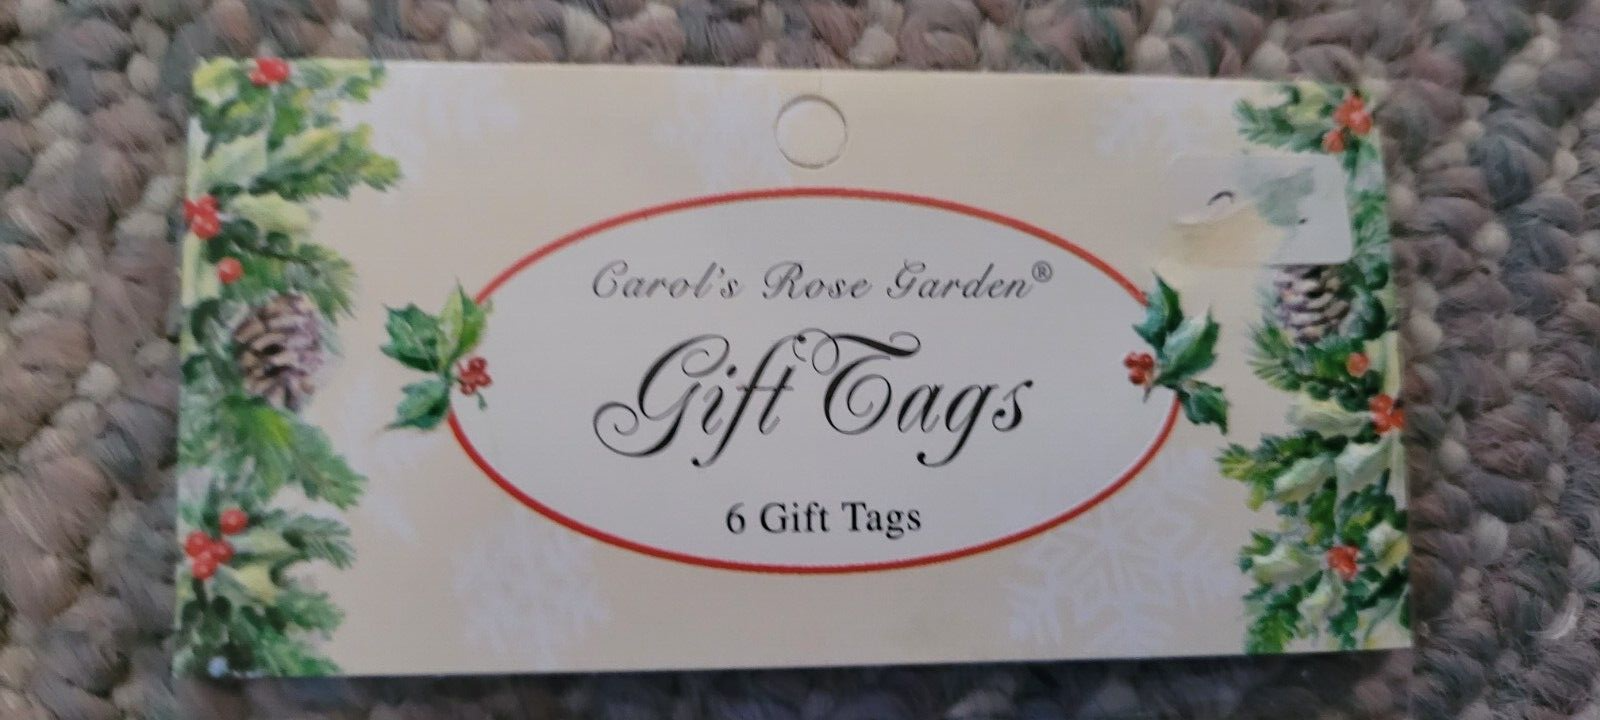 Carol's Rose Garden®
Gift Tags
6 Gift Tags